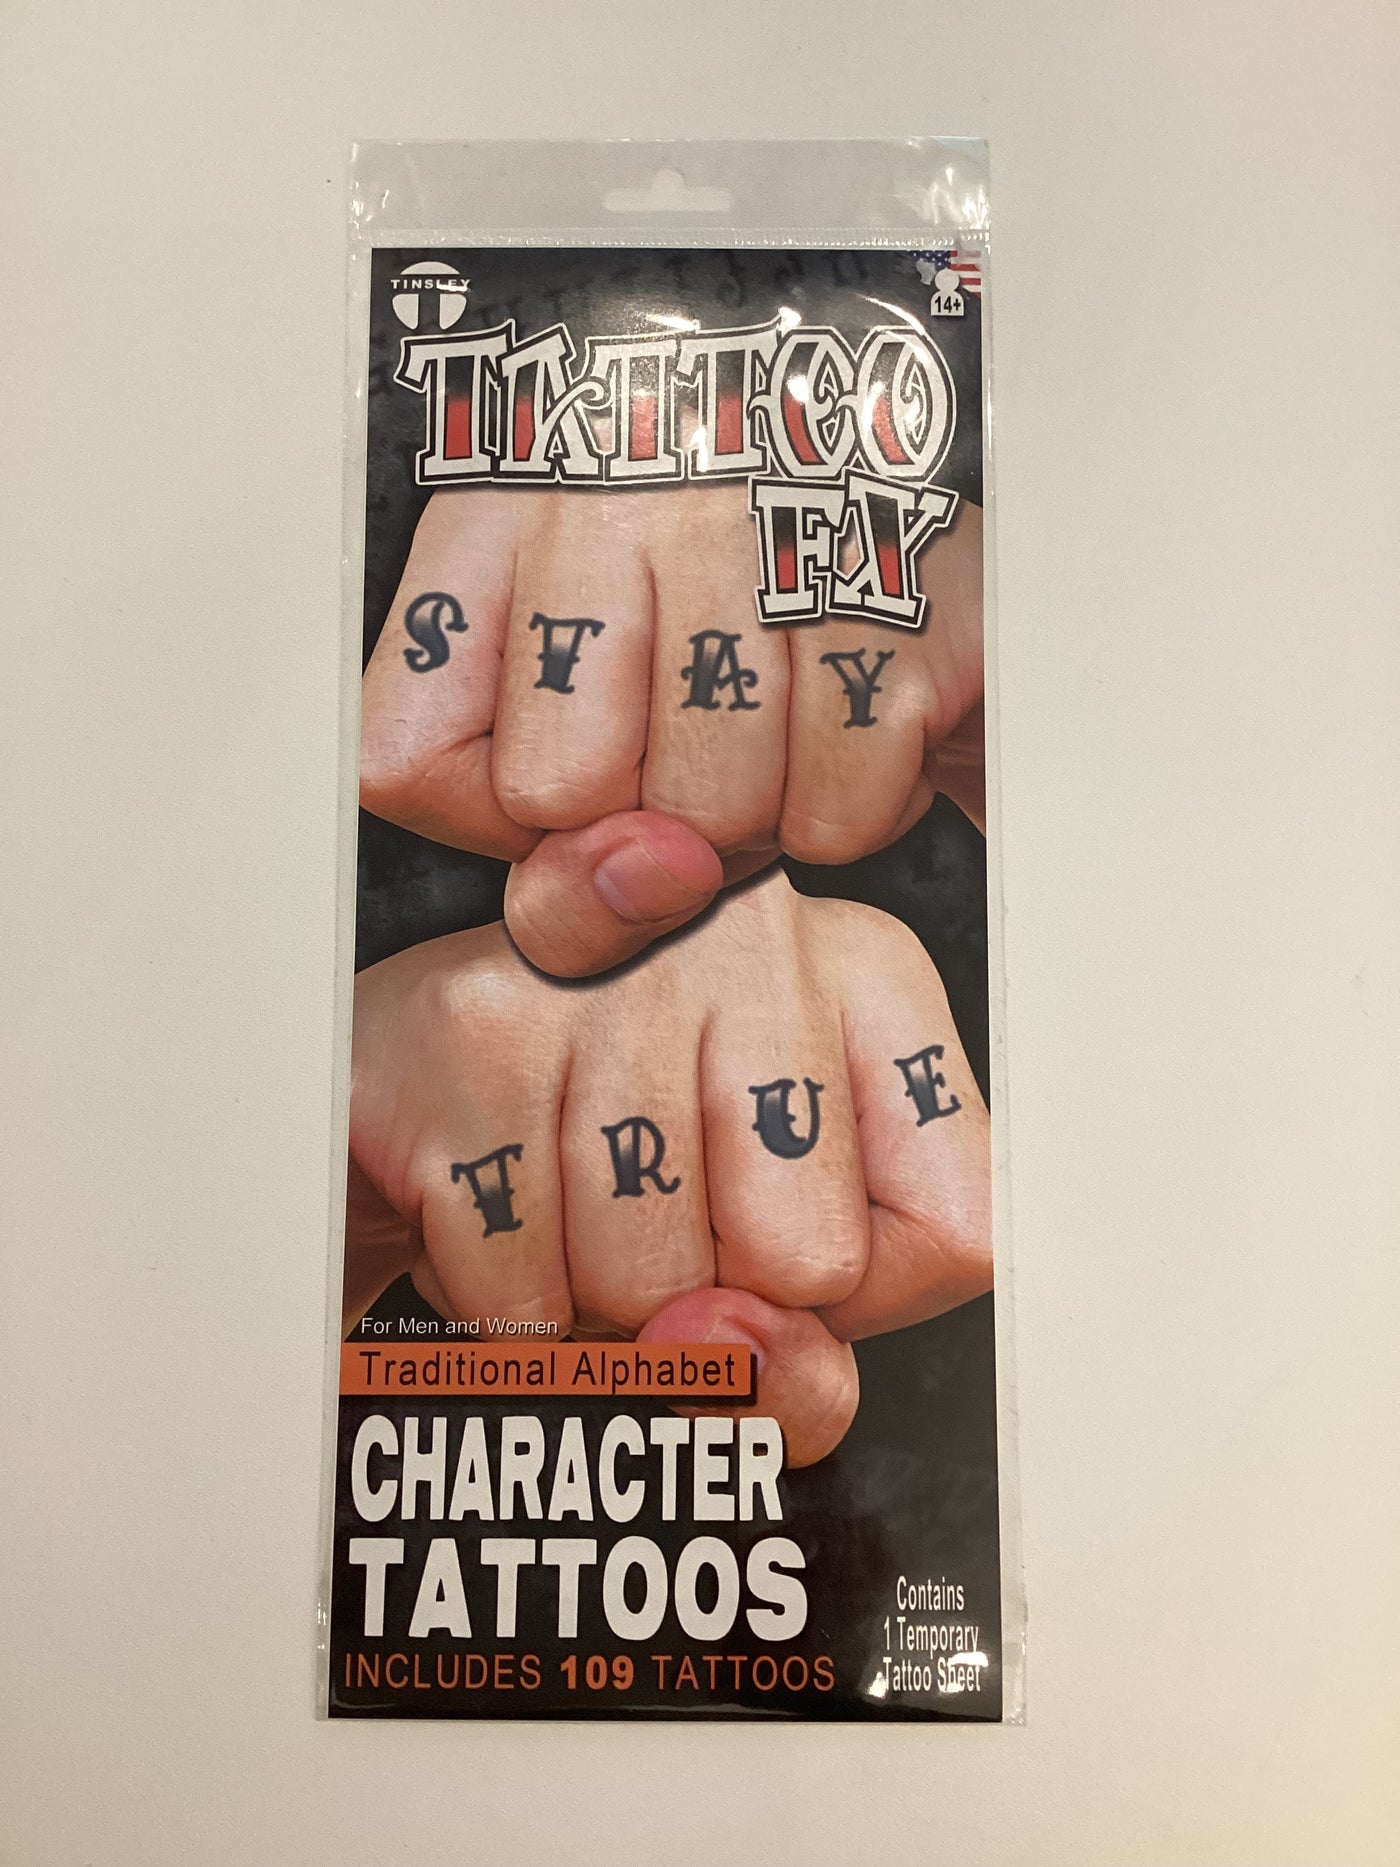 TINSLEY
14+
TATTOO
FX
STAY
TRUE
For Men and Women
Traditional Alphabet
CHARACTER
TATTOOS
INCLUDES 109 TATTOOS
Contains
1 Temporary
Tattoo Sheet